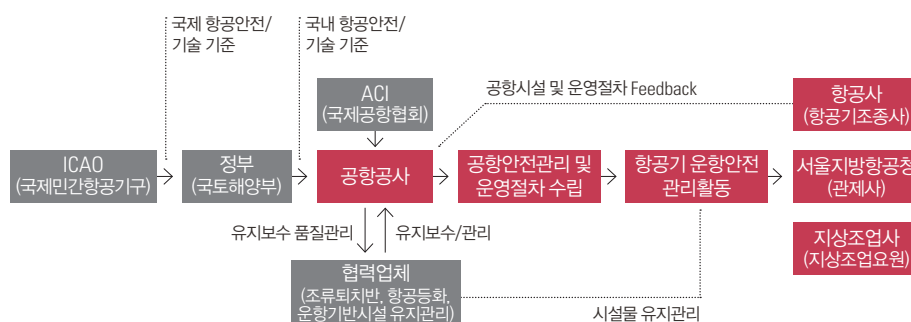 국제 항공안전/
기술 기준
국내 항공안전/
기술 기준
ACI
(국제공항협회)
공항시설 및 운영절차 Feedback
항공사
(항공기조종사)
ICAO
(국제민간항공기구)
정부
(국토해양부)
공항공사
공항안전관리 및
운영절차 수립
항공기 운항안전
관리활동
서울지방항공청
(관제사)
유지보수 품질관리
유지보수/관리
지상조업사
(지상조업요원)
협력업체
(조류퇴치반, 항공등화,
운항기반시설 유지관리)
시설물 유지관리